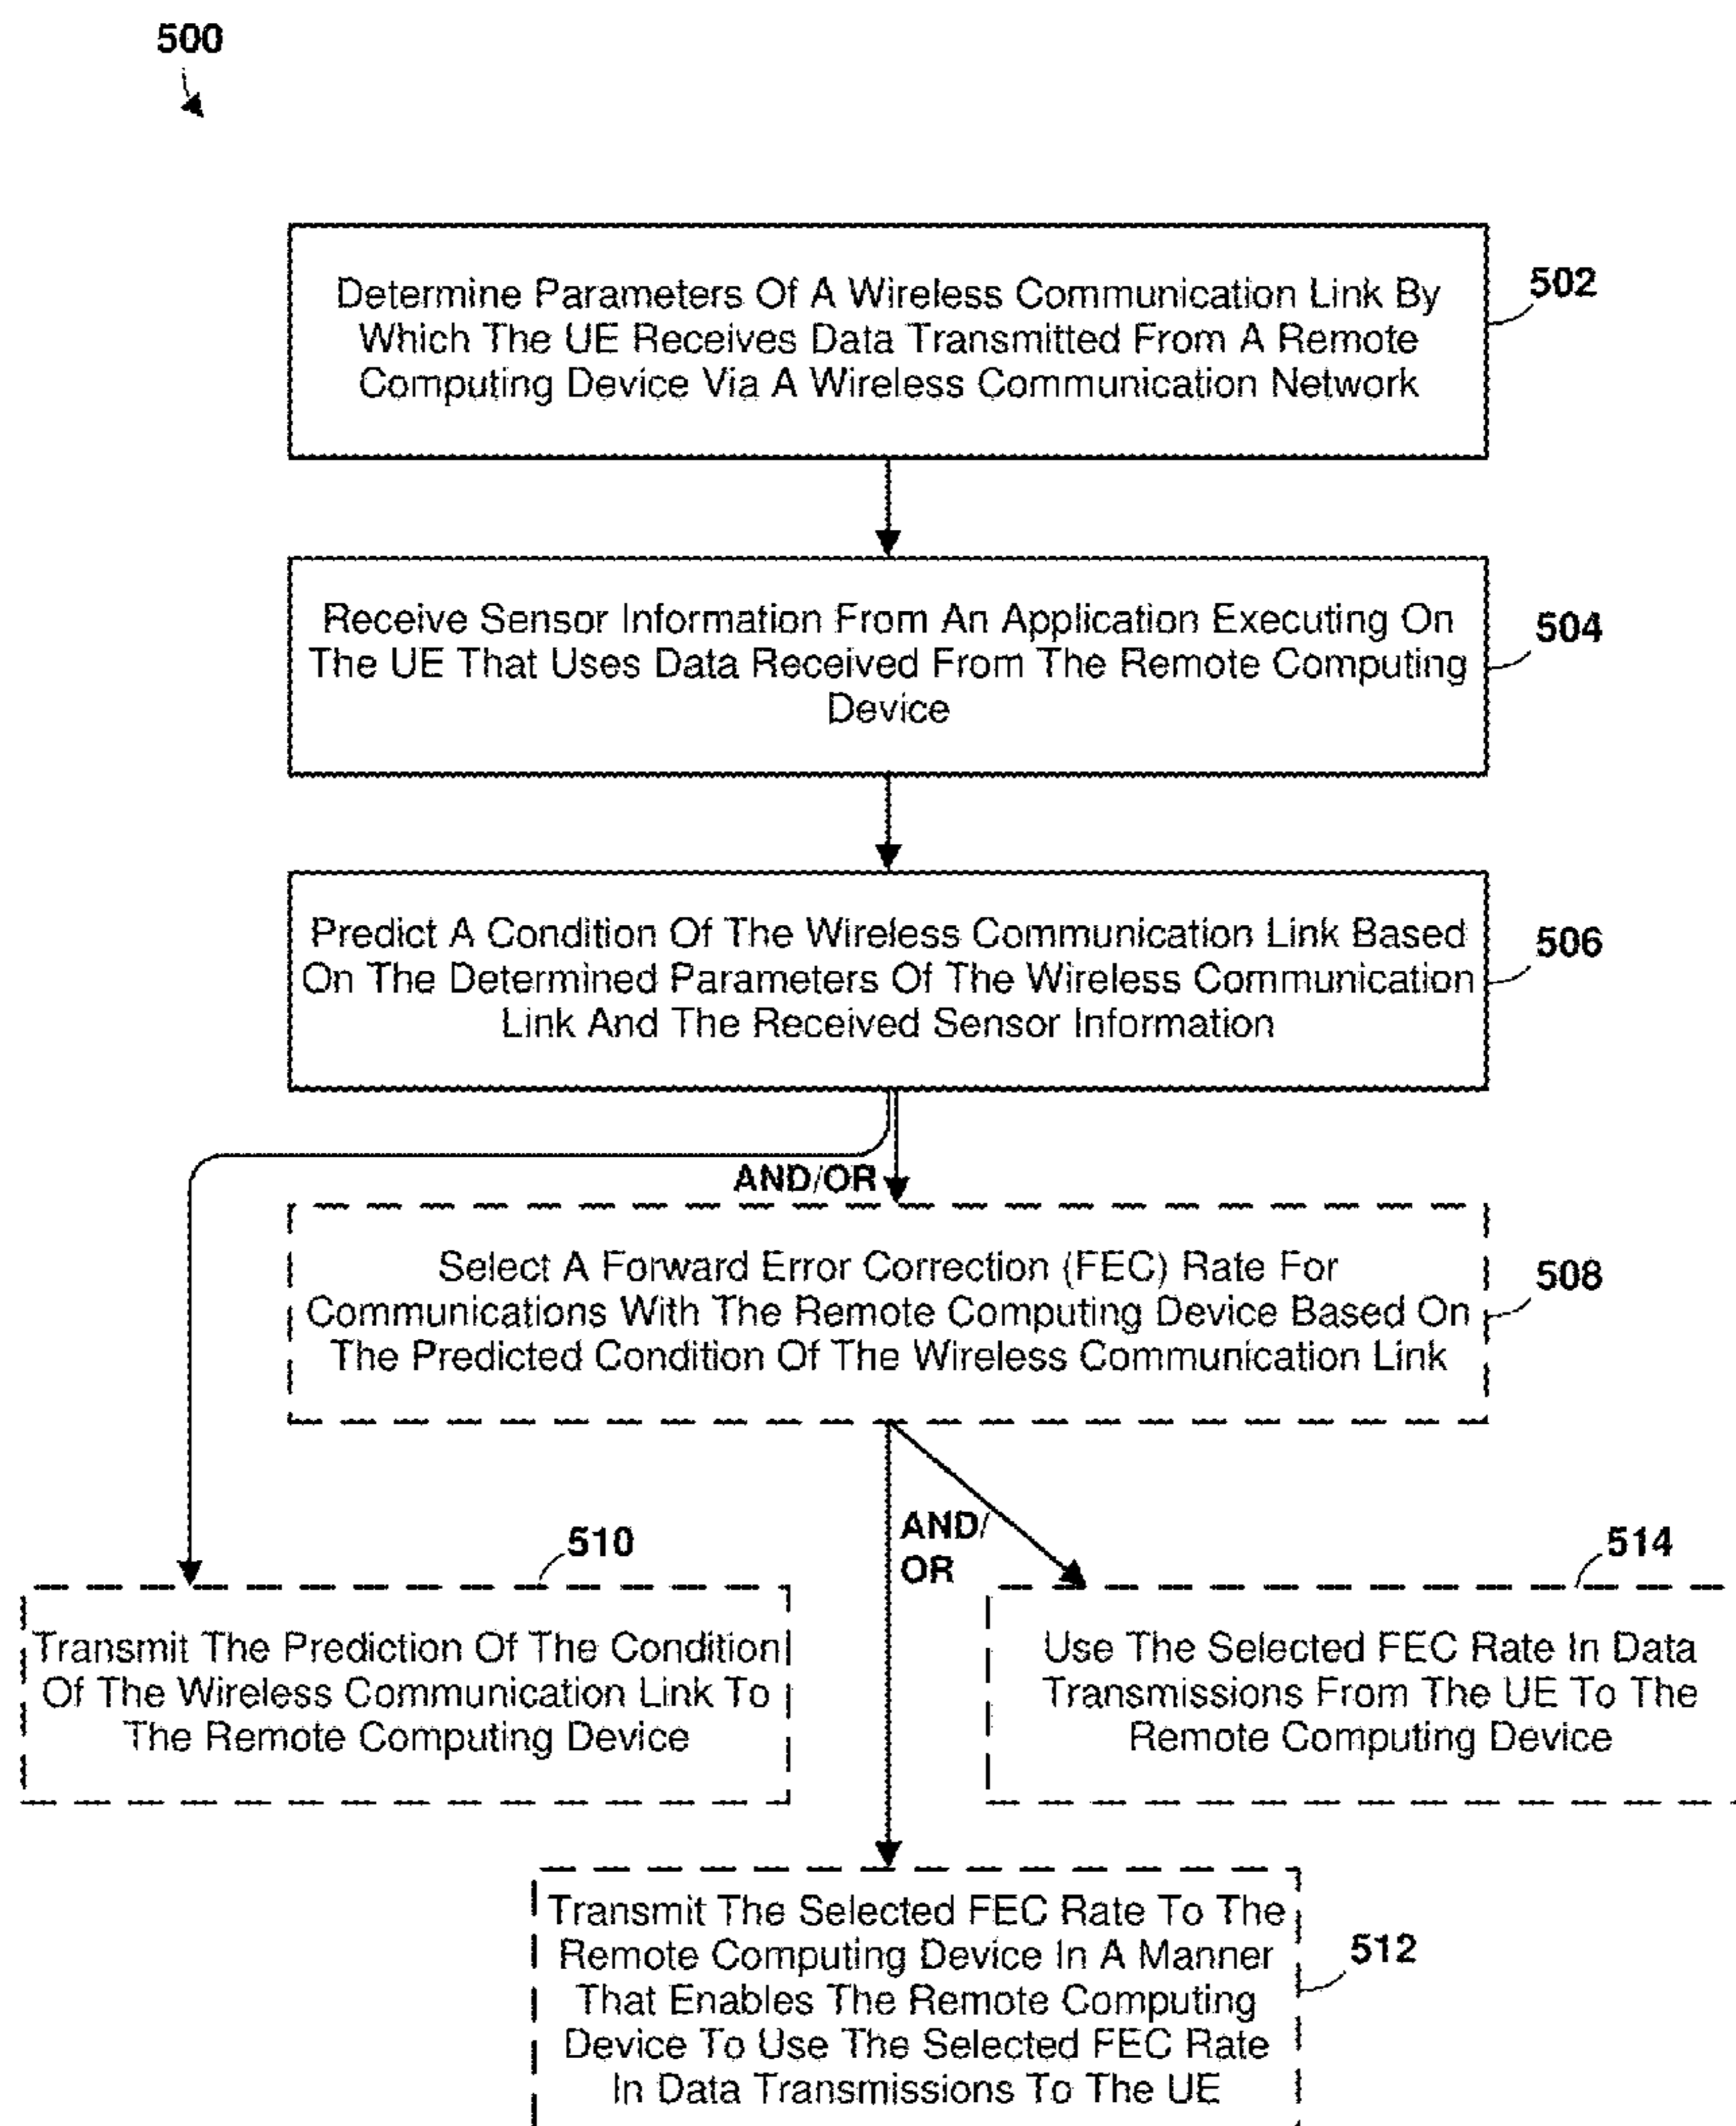 500
Determine Parameters Of A Wireless Communication Link By
Which The UE Receives Data Transmitted From A Remote
Computing Device Via A Wireless Communication Network
502
Receive Sensor Information From An Application Executing On
The UE That Uses Data Received From The Remote Computing
Device
504
Predict A Condition Of The Wireless Communication Link Based
On The Determined Parameters Of The Wireless Communication
Link And The Received Sensor Information
506
AND/OR
Select A Forward Error Correction (FEC) Rate For
Communications With The Remote Computing Device Based On
The Predicted Condition Of The Wireless Communication Link
508
AND/
OR
510
Transmit The Prediction Of The Condition
Of The Wireless Communication Link To
The Remote Computing Device
514
Use The Selected FEC Rate In Data
Transmissions From The UE To The
Remote Computing Device
Transmit The Selected FEC Rate To The
Remote Computing Device In A Manner
That Enables The Remote Computing
Device To Use The Selected FEC Rate
In Data Transmissions To The UE
512